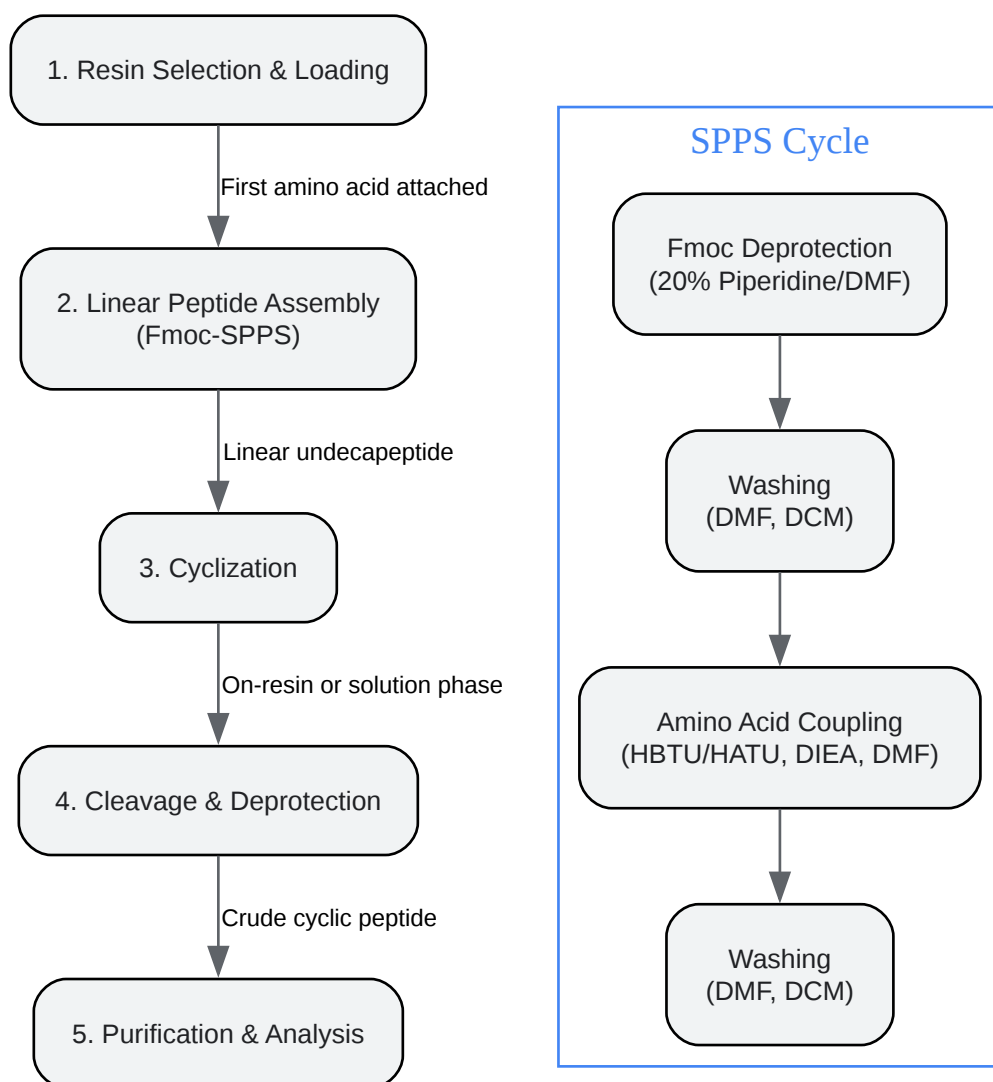 1. Resin Selection & Loading
First amino acid attached
2. Linear Peptide Assembly
(Fmoc-SPPS)
Linear undecapeptide
3. Cyclization
On-resin or solution phase
4. Cleavage & Deprotection
Crude cyclic peptide
5. Purification & Analysis
SPPS Cycle
Fmoc Deprotection
(20% Piperidine/DMF)
Washing
(DMF, DCM)
Amino Acid Coupling
(HBTU/HATU, DIEA, DMF)
Washing
(DMF, DCM)